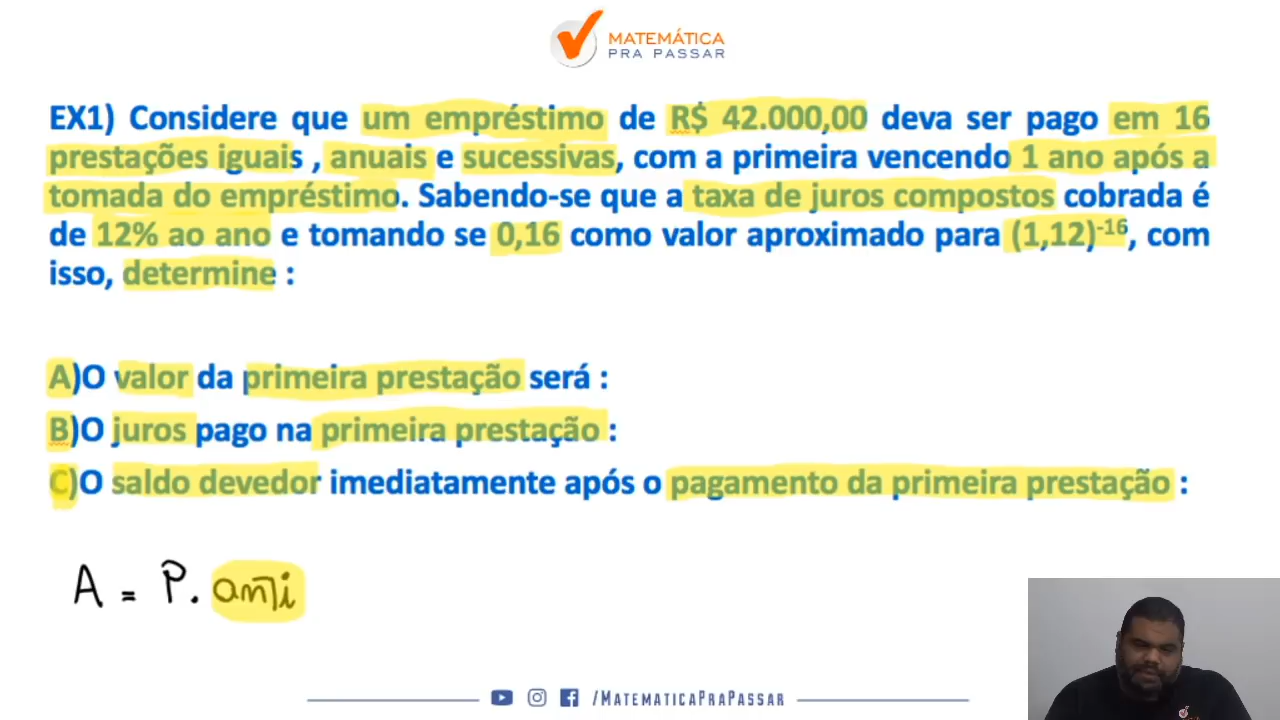 MATEMÁTICA
PRA PASSAR
EX1) Considere que um empréstimo de R$ 42.000,00 deva ser pago em 16
prestações iguais , anuais e sucessivas, com a primeira vencendo 1 ano após a
tomada do empréstimo. Sabendo-se que a taxa de juros compostos cobrada é
de 12% ao ano e tomando se 0,16 como valor aproximado para (1,12)⁻¹⁶, com
isso, determine :
A)O valor da primeira prestação será :
B)O juros pago na primeira prestação :
C)O saldo devedor imediatamente após o pagamento da primeira prestação :
A = P. an̅i
/MATEMATICAPRAPASSAR